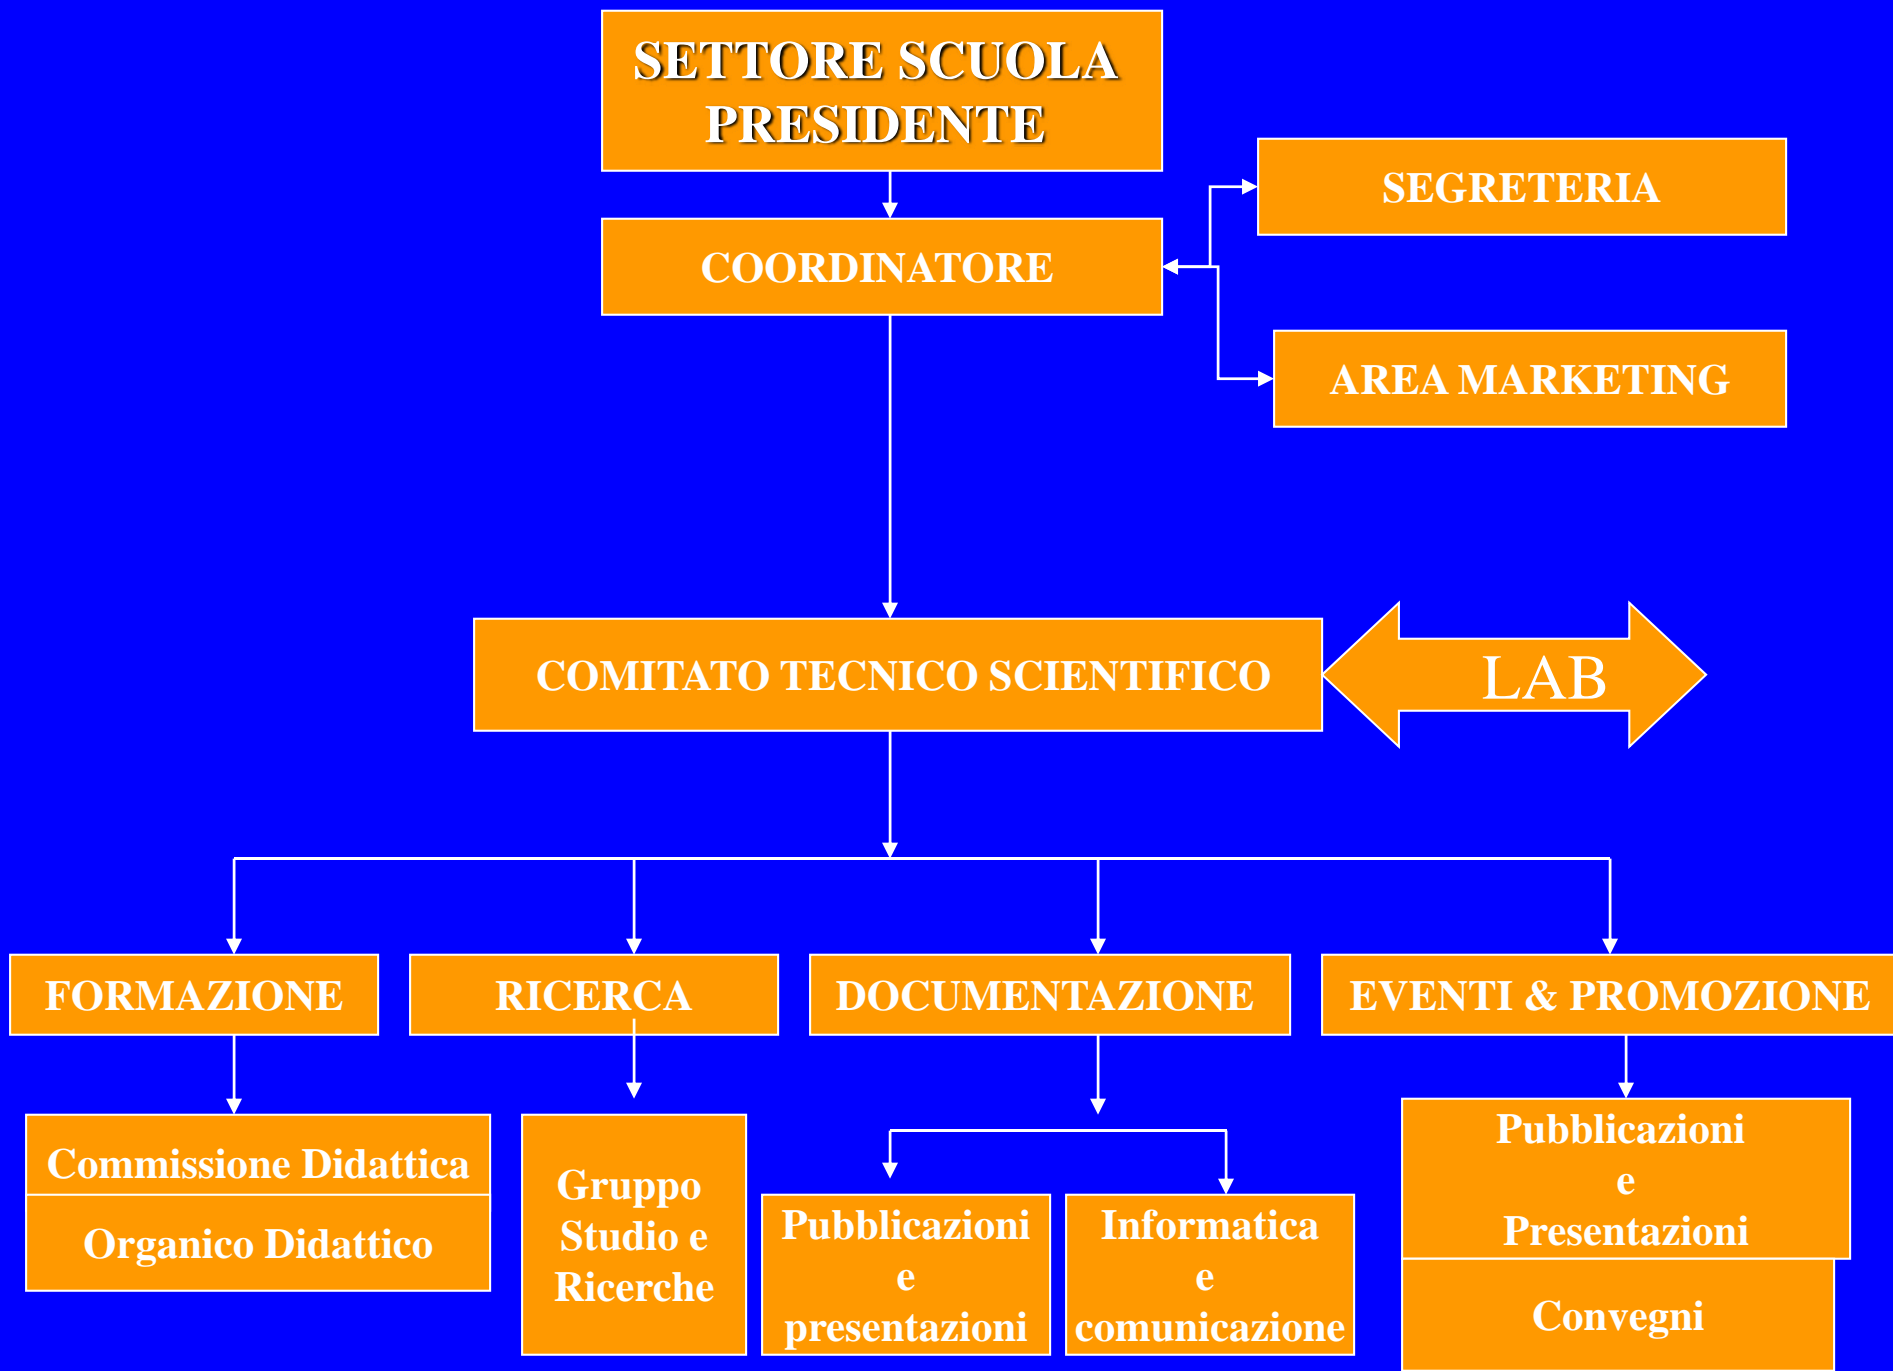 SETTORE SCUOLA
PRESIDENTE
SEGRETERIA
COORDINATORE
AREA MARKETING
COMITATO TECNICO SCIENTIFICO
LAB
FORMAZIONE
RICERCA
DOCUMENTAZIONE
EVENTI & PROMOZIONE
Commissione Didattica
Organico Didattico
Gruppo
Studio e
Ricerche
Pubblicazioni
e
presentazioni
Informatica
e
comunicazione
Pubblicazioni
e
Presentazioni
Convegni